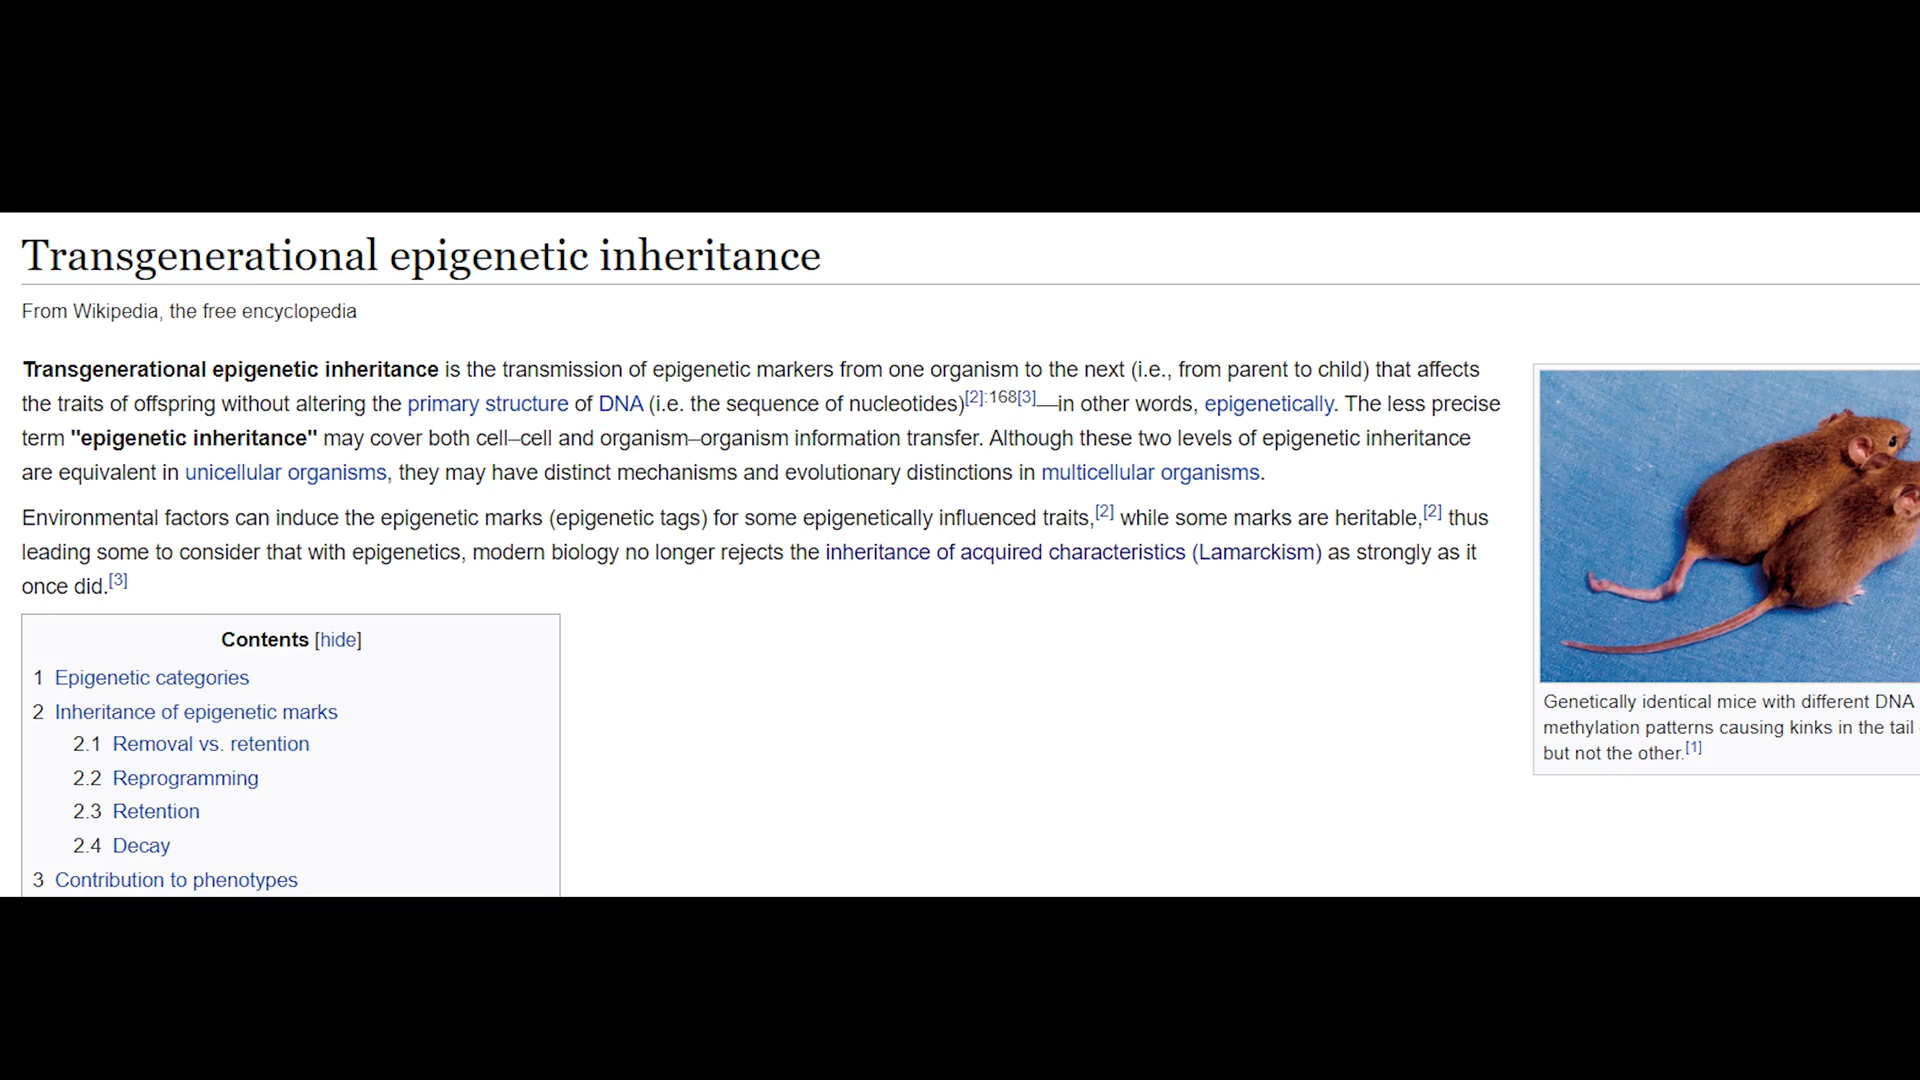 Transgenerational epigenetic inheritance
From Wikipedia, the free encyclopedia
Transgenerational epigenetic inheritance is the transmission of epigenetic markers from one organism to the next (i.e., from parent to child) that affects
the traits of offspring without altering the primary structure of DNA (i.e. the sequence of nucleotides)[2]:168[3]—in other words, epigenetically. The less precise
term "epigenetic inheritance" may cover both cell–cell and organism–organism information transfer. Although these two levels of epigenetic inheritance
are equivalent in unicellular organisms, they may have distinct mechanisms and evolutionary distinctions in multicellular organisms.
Environmental factors can induce the epigenetic marks (epigenetic tags) for some epigenetically influenced traits,[2] while some marks are heritable,[2] thus
leading some to consider that with epigenetics, modern biology no longer rejects the inheritance of acquired characteristics (Lamarckism) as strongly as it
once did.[3]
Contents [hide]
1 Epigenetic categories
2 Inheritance of epigenetic marks
2.1 Removal vs. retention
2.2 Reprogramming
2.3 Retention
2.4 Decay
3 Contribution to phenotypes
Genetically identical mice with different DNA
methylation patterns causing kinks in the tail
but not the other.[1]